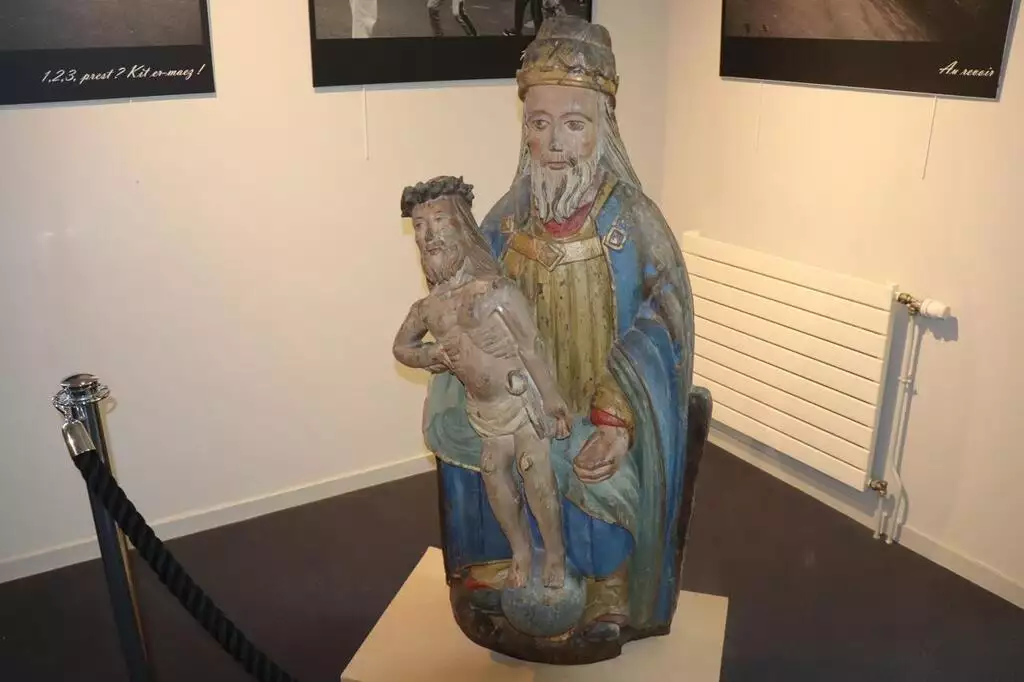 1,2,3, prest ? Kit er-maez !
Au revoir